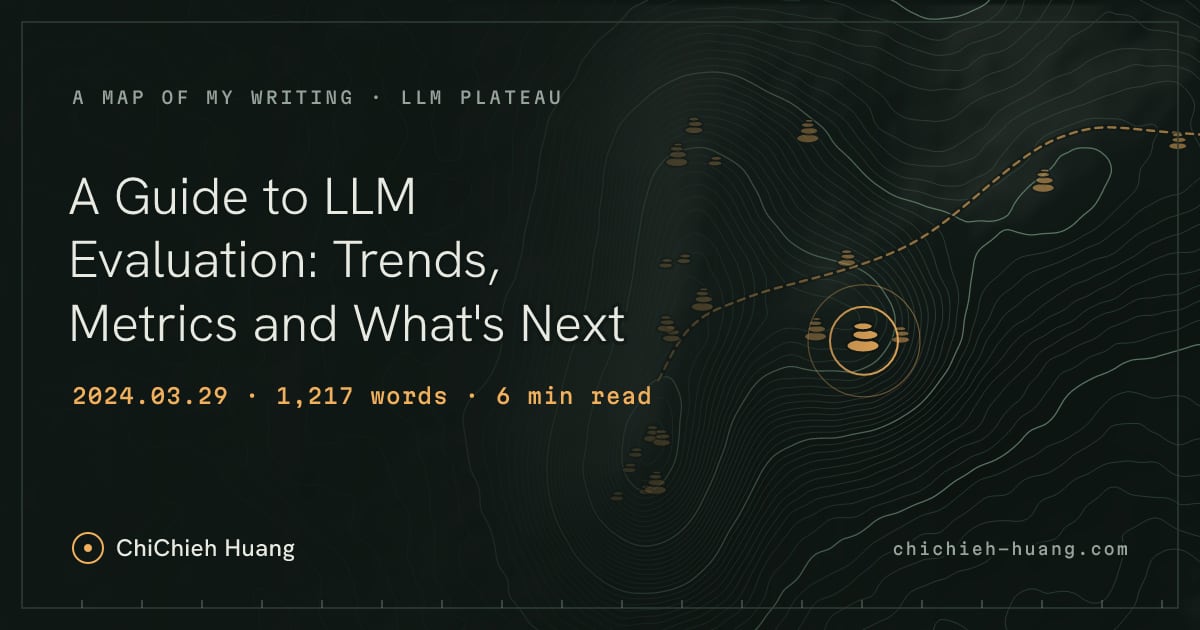 A MAP OF MY WRITING · LLM PLATEAU
A Guide to LLM
Evaluation: Trends,
Metrics and What's Next
2024.03.29 · 1,217 words · 6 min read
ChiChieh Huang
chichieh-huang.com